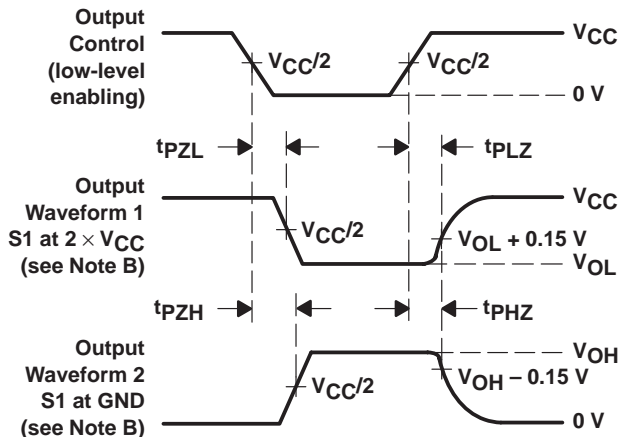 Output
Control
(low-level
enabling)
VCC/2
VCC/2
VCC
0 V
tPZL
tPLZ
Output
Waveform 1
S1 at 2 × VCC
(see Note B)
VCC/2
VCC
VOL + 0.15 V
VOL
tPZH
tPHZ
Output
Waveform 2
S1 at GND
(see Note B)
VCC/2
VOH
VOH – 0.15 V
0 V